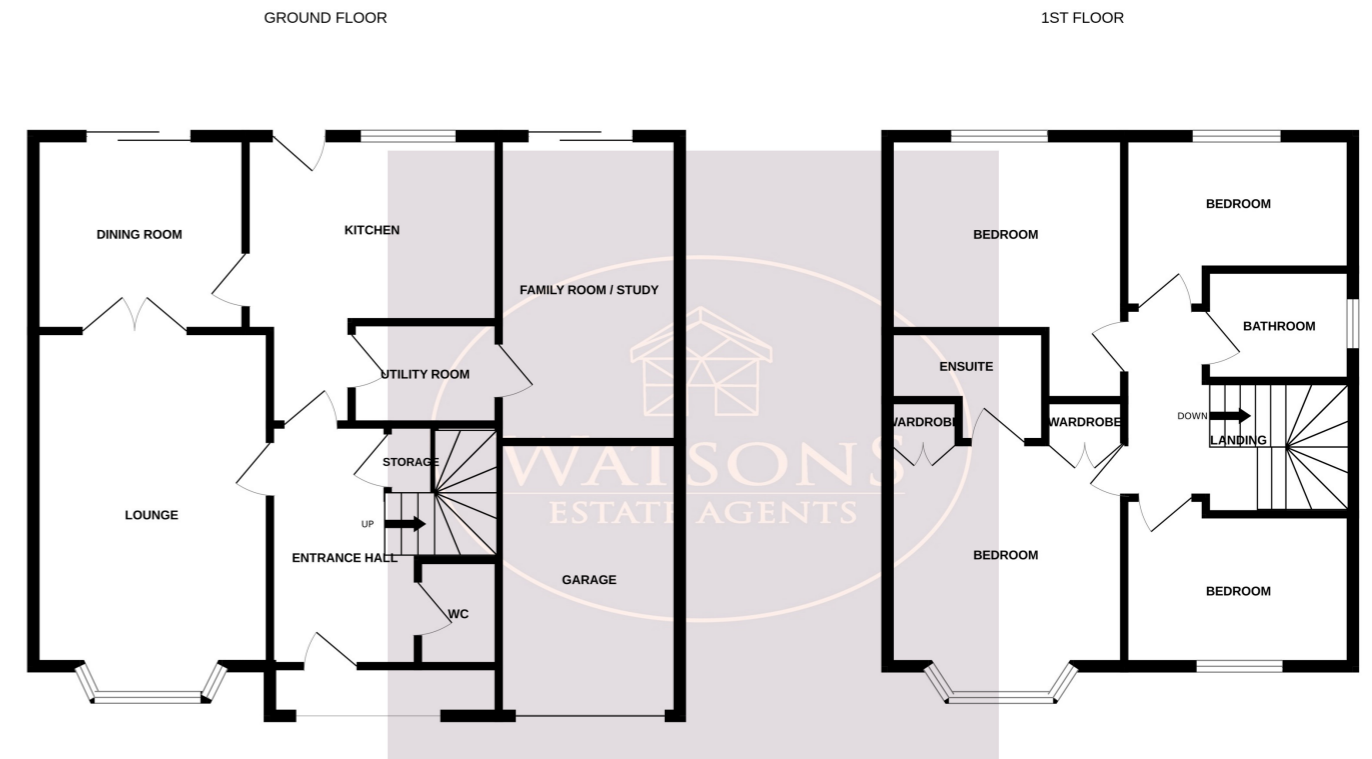 GROUND FLOOR
1ST FLOOR
DINING ROOM
KITCHEN
FAMILY ROOM / STUDY
UTILITY ROOM
STORAGE
LOUNGE
UP
ENTRANCE HALL
WC
GARAGE
BEDROOM
BEDROOM
BATHROOM
ENSUITE
WARDROBE
WARDROBE
DOWN
LANDING
BEDROOM
BEDROOM
WATSONS
ESTATE AGENTS